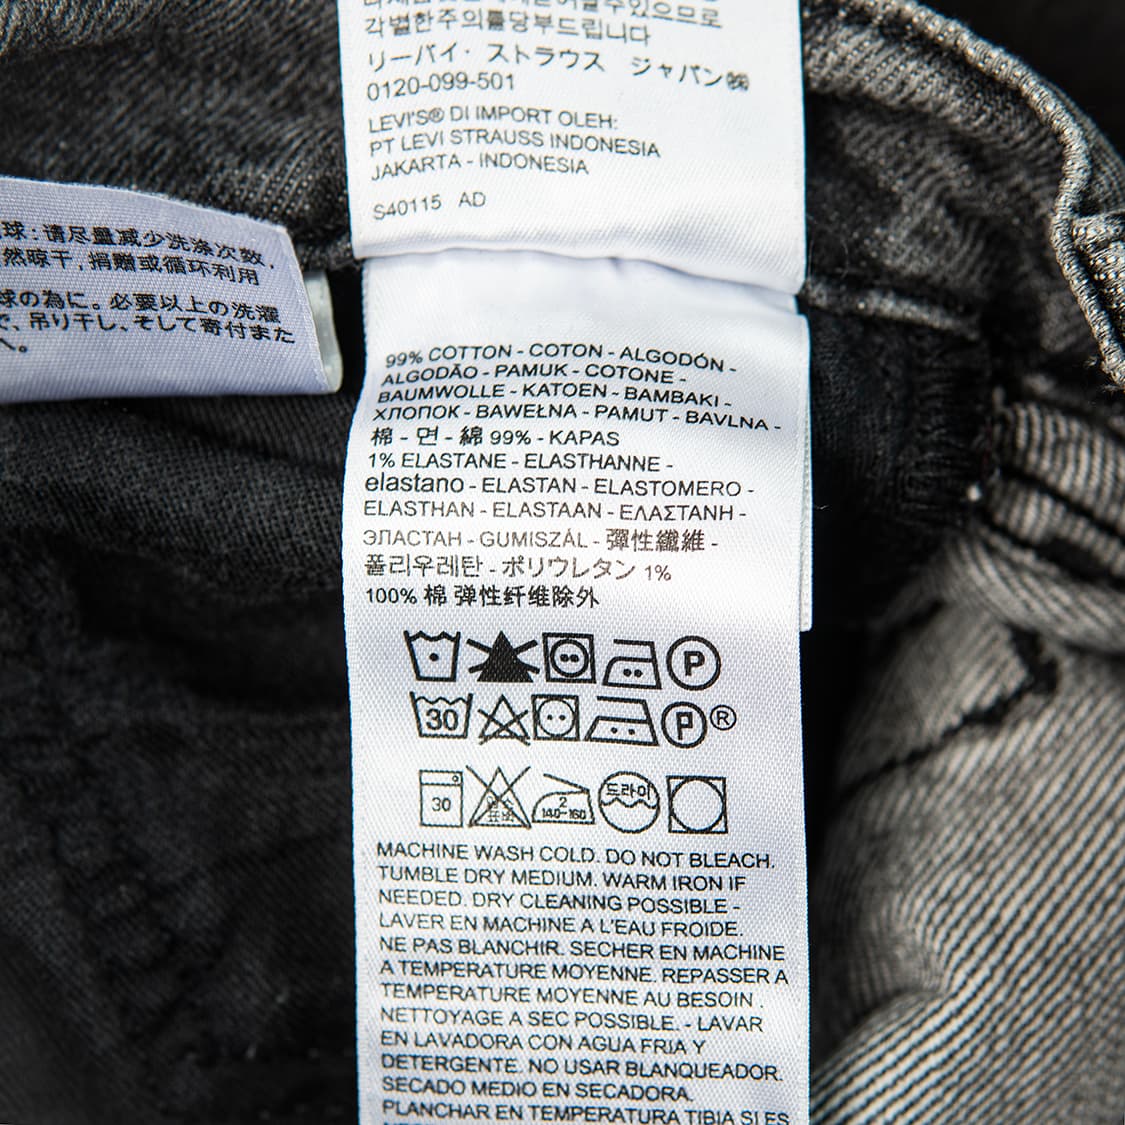 각별한주의를당부드립니다
リーバイ・ストラウス ジャパン㈱
0120-099-501
LEVI'S® DI IMPORT OLEH:
PT LEVI STRAUSS INDONESIA
JAKARTA - INDONESIA
S40115 AD
球:请尽量减少洗涤次数,
然晾干,捐赠或循环利用
球の為に。必要以上の洗濯
で、吊り干し、そして寄付また
へ。
99% COTTON - COTON - ALGODÓN -
ALGODÃO - PAMUK - COTONE -
BAUMWOLLE - KATOEN - BAMBAKI -
ХЛОПОК - BAWEŁNA - PAMUT - BAVLNA -
棉 - 면 - 綿 99% - KAPAS
1% ELASTANE - ELASTHANNE -
elastano - ELASTAN - ELASTOMERO -
ELASTHAN - ELASTAAN - ΕΛΑΣΤΑΝΗ -
ЭЛАСТАН - GUMISZÁL - 彈性纖維 -
폴리우레탄 - ポリウレタン 1%
100% 棉 弹性纤维除外
P
30 P®
30 2 140-160 드라이
MACHINE WASH COLD. DO NOT BLEACH.
TUMBLE DRY MEDIUM. WARM IRON IF
NEEDED. DRY CLEANING POSSIBLE -
LAVER EN MACHINE A L'EAU FROIDE.
NE PAS BLANCHIR. SECHER EN MACHINE
A TEMPERATURE MOYENNE. REPASSER A
TEMPERATURE MOYENNE AU BESOIN .
NETTOYAGE A SEC POSSIBLE. - LAVAR
EN LAVADORA CON AGUA FRIA Y
DETERGENTE. NO USAR BLANQUEADOR.
SECADO MEDIO EN SECADORA.
PLANCHAR EN TEMPERATURA TIBIA SI ES